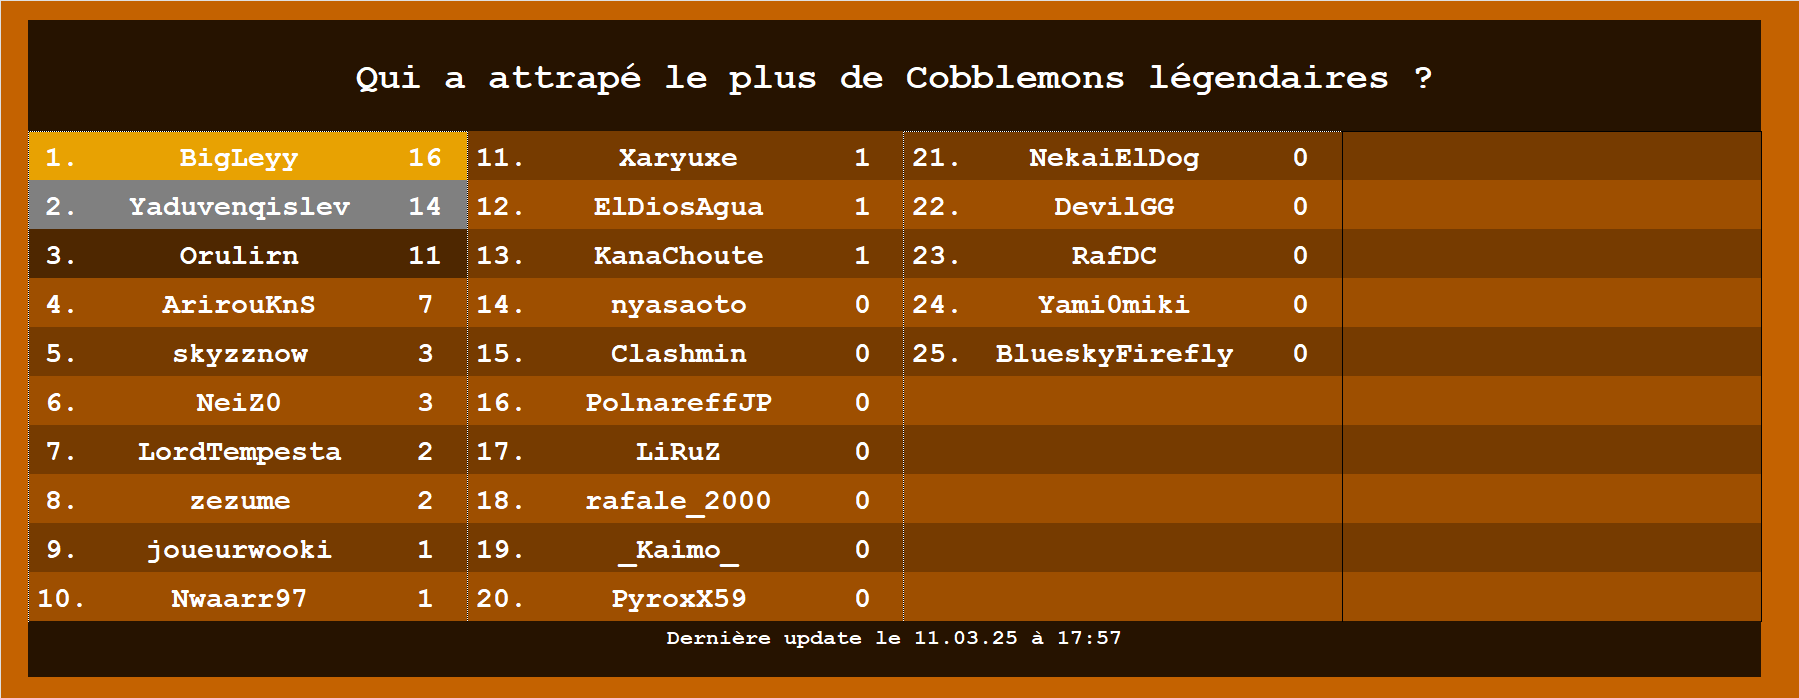 Qui a attrapé le plus de Cobblemons légendaires ?
1. BigLeyy 16
2. Yaduvenqislev 14
3. Orulirn 11
4. ArirouKnS 7
5. skyzznow 3
6. NeiZ0 3
7. LordTempesta 2
8. zezume 2
9. joueurwooki 1
10. Nwaarr97 1
11. Xaryuxe 1
12. ElDiosAgua 1
13. KanaChoute 1
14. nyasaoto 0
15. Clashmin 0
16. PolnareffJP 0
17. LiRuZ 0
18. rafale_2000 0
19. _Kaimo_ 0
20. PyroxX59 0
21. NekaiElDog 0
22. DevilGG 0
23. RafDC 0
24. Yami0miki 0
25. BlueskyFirefly 0
Dernière update le 11.03.25 à 17:57